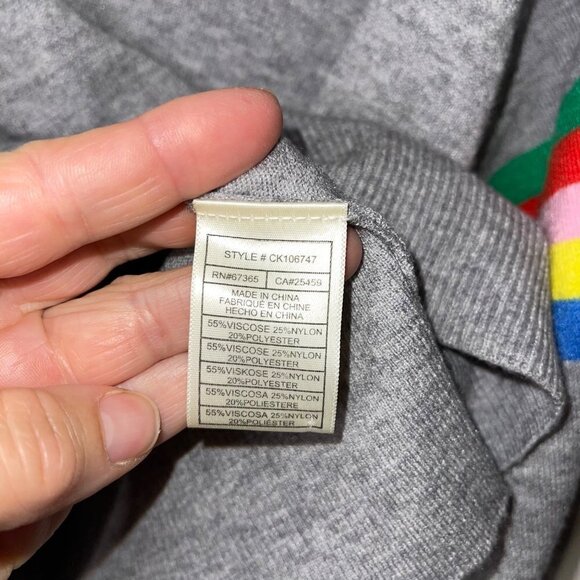 STYLE # CK106747
RN#67365 CA#25459
MADE IN CHINA
FABRIQUÉ EN CHINE
HECHO EN CHINA
55%VISCOSE 25%NYLON
20%POLYESTER
55%VISCOSE 25%NYLON
20%POLYESTER
55%VISKOSE 25%NYLON
20%POLYESTER
55%VISCOSA 25%NYLON
20%POLIESTERE
55%VISCOSA 25%NYLON
20%POLIÉSTER